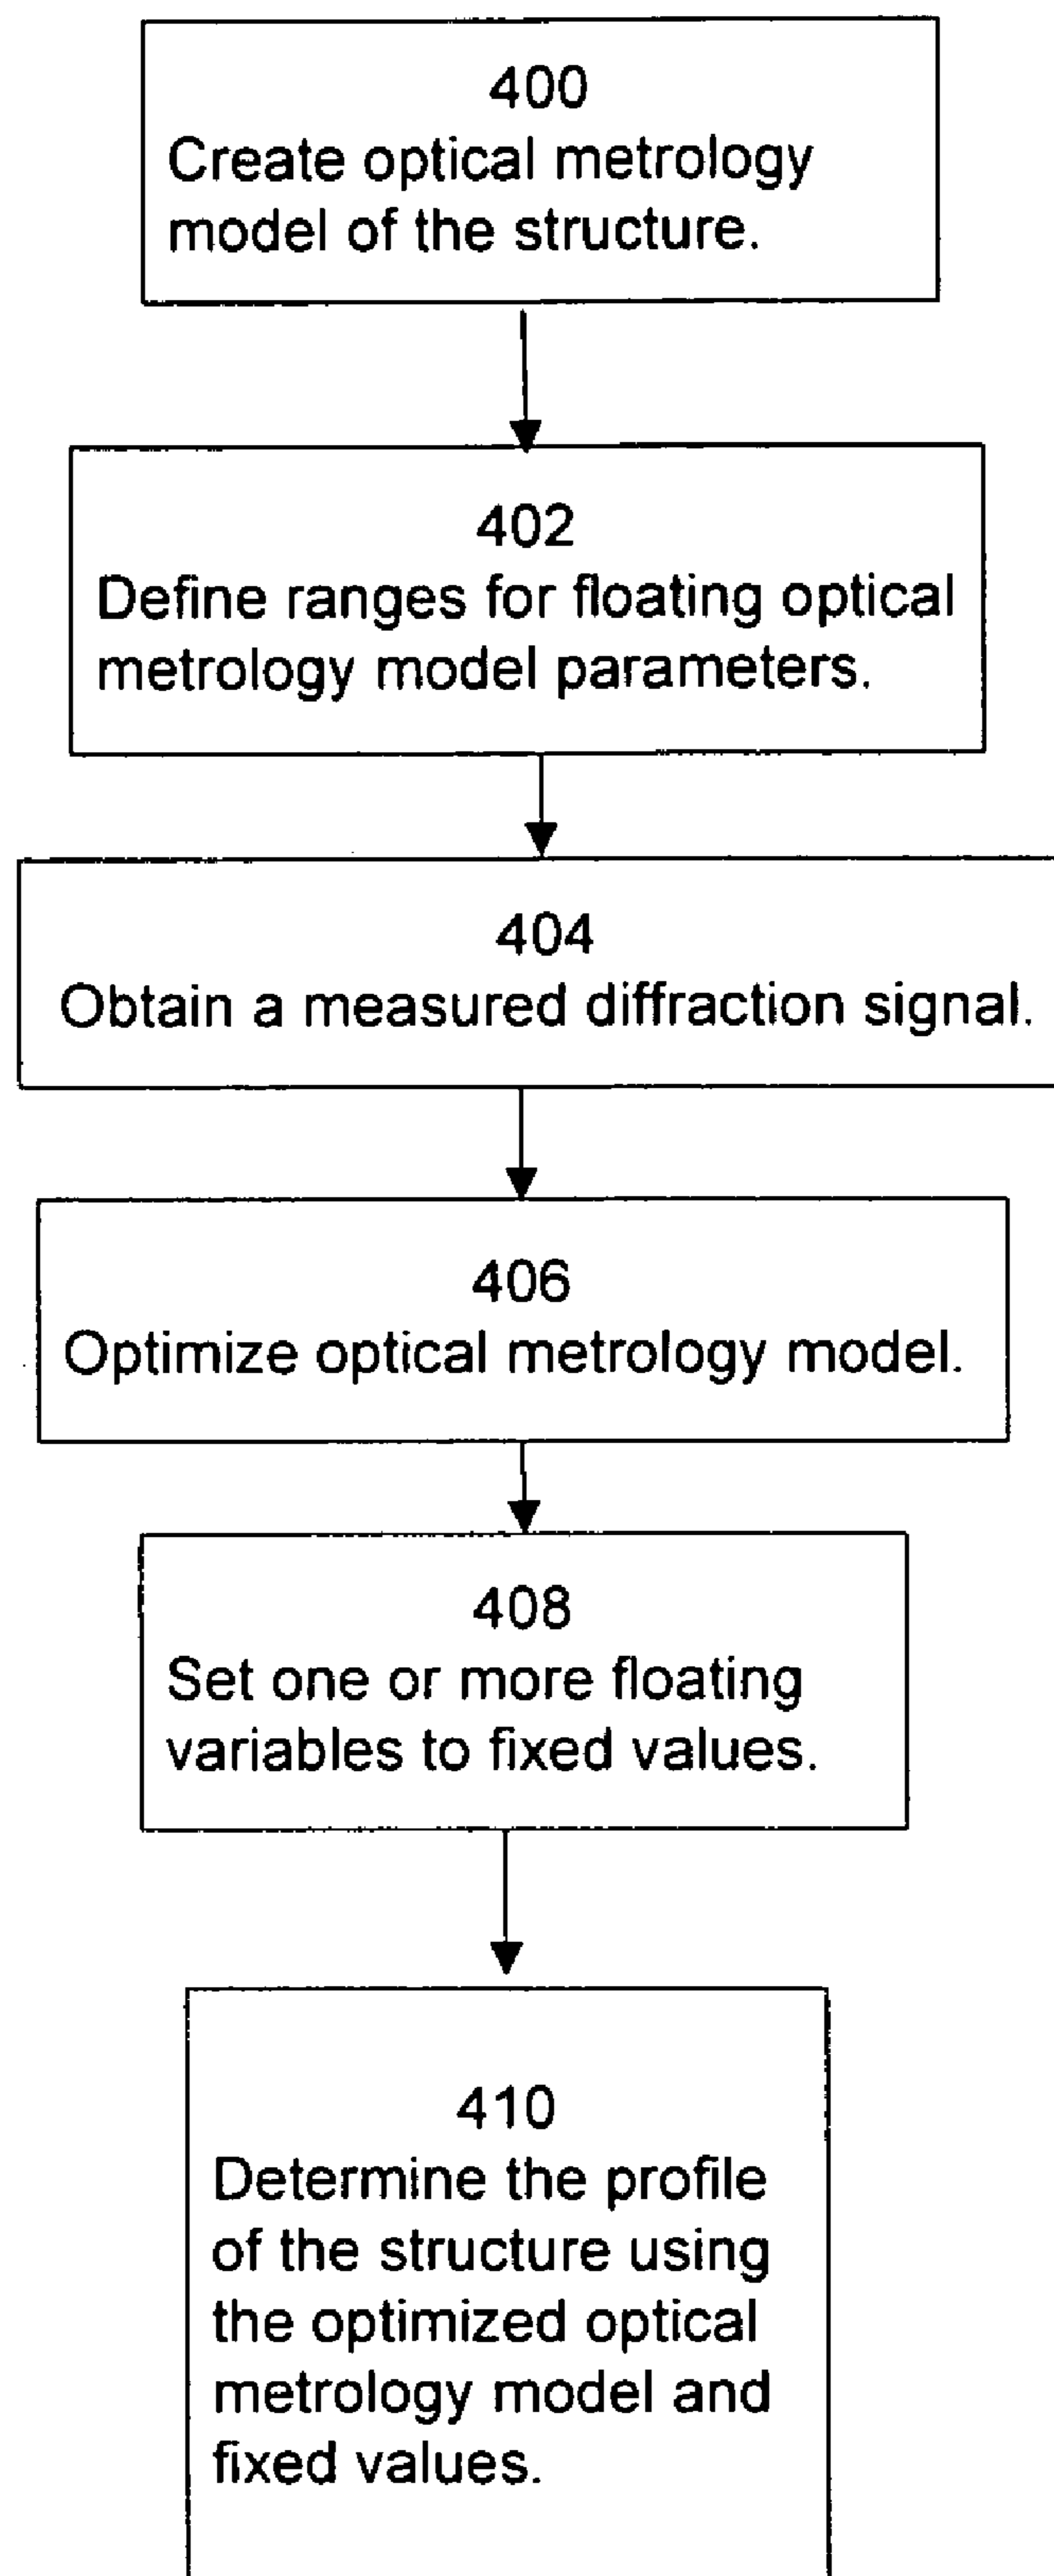 400
Create optical metrology
model of the structure.
402
Define ranges for floating optical
metrology model parameters.
404
Obtain a measured diffraction signal.
406
Optimize optical metrology model.
408
Set one or more floating
variables to fixed values.
410
Determine the profile
of the structure using
the optimized optical
metrology model and
fixed values.